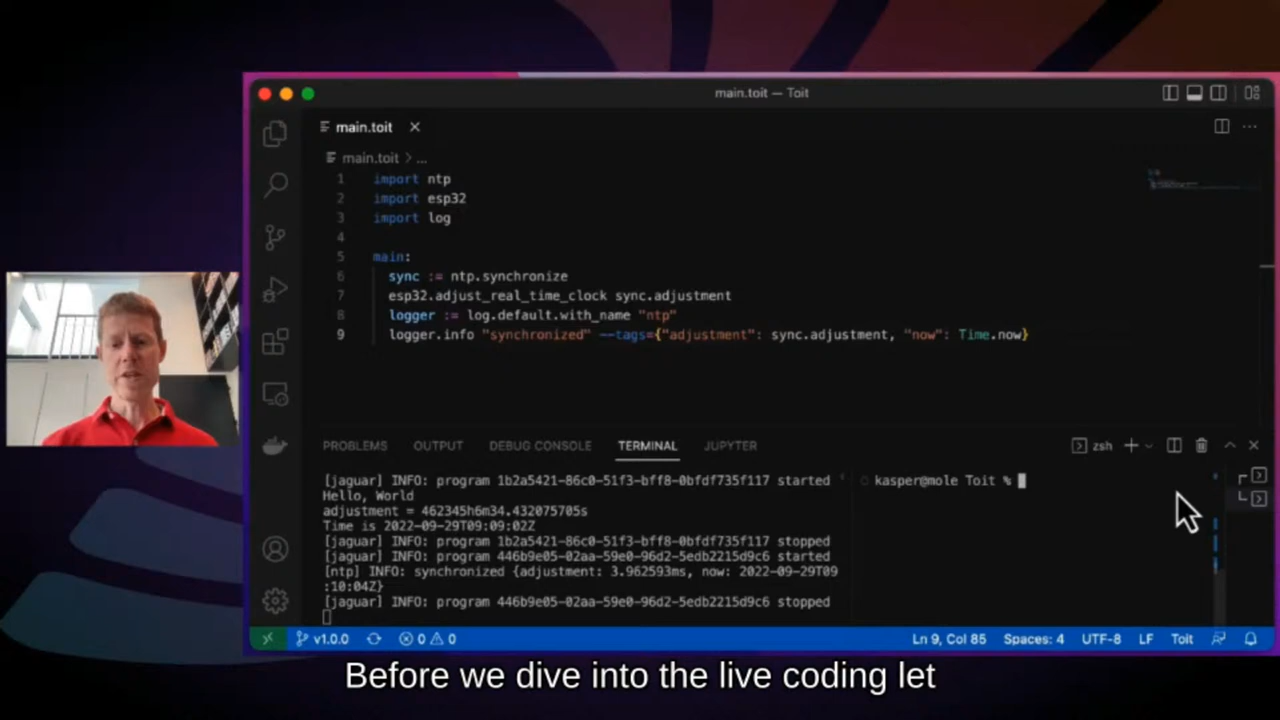 main.toit — Toit
main.toit
main.toit > ...
1 import ntp
2 import esp32
3 import log
4
5 main:
6 sync := ntp.synchronize
7 esp32.adjust_real_time_clock sync.adjustment
8 logger := log.default.with_name "ntp"
9 logger.info "synchronized" --tags={"adjustment": sync.adjustment, "now": Time.now}
PROBLEMS OUTPUT DEBUG CONSOLE TERMINAL JUPYTER zsh
[jaguar] INFO: program 1b2a5421-86c0-51f3-bff8-0bfdf735f117 started
Hello, World
adjustment = 462345h6m34.432075705s
Time is 2022-09-29T09:09:02Z
[jaguar] INFO: program 1b2a5421-86c0-51f3-bff8-0bfdf735f117 stopped
[jaguar] INFO: program 446b9e05-02aa-59e0-96d2-5edb2215d9c6 started
[ntp] INFO: synchronized {adjustment: 3.962593ms, now: 2022-09-29T09
:10:04Z}
[jaguar] INFO: program 446b9e05-02aa-59e0-96d2-5edb2215d9c6 stopped
kasper@mole Toit %
v1.0.0 0 0 Ln 9, Col 85 Spaces: 4 UTF-8 LF Toit
Before we dive into the live coding let